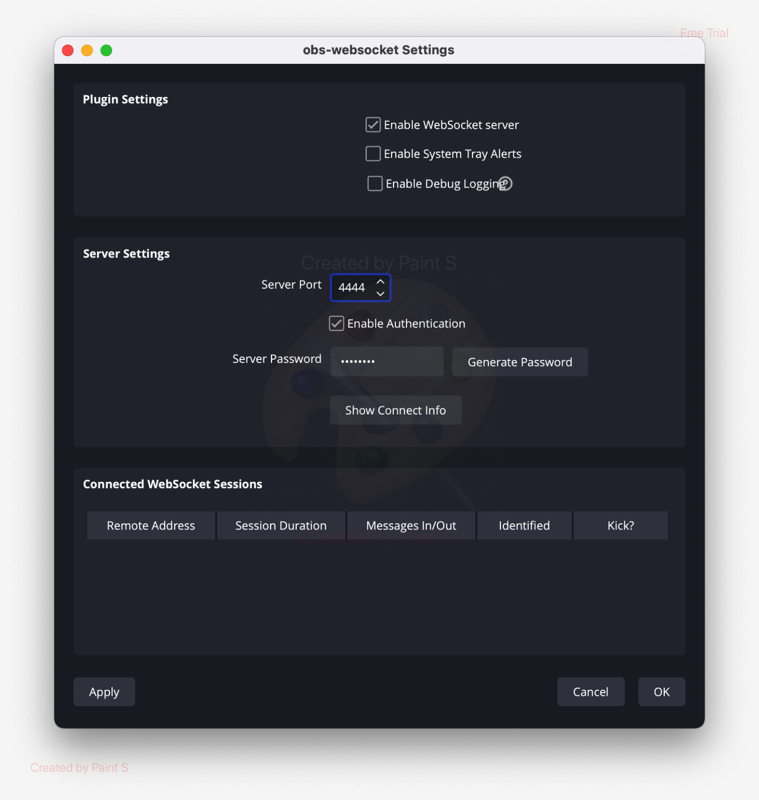 Free Trial
obs-websocket Settings
Plugin Settings
Enable WebSocket server
Enable System Tray Alerts
Enable Debug Logging
Server Settings
Created by Paint S
Server Port 4444
Enable Authentication
Server Password •••••••• Generate Password
Show Connect Info
Connected WebSocket Sessions
Remote Address Session Duration Messages In/Out Identified Kick?
Apply Cancel OK
Created by Paint S